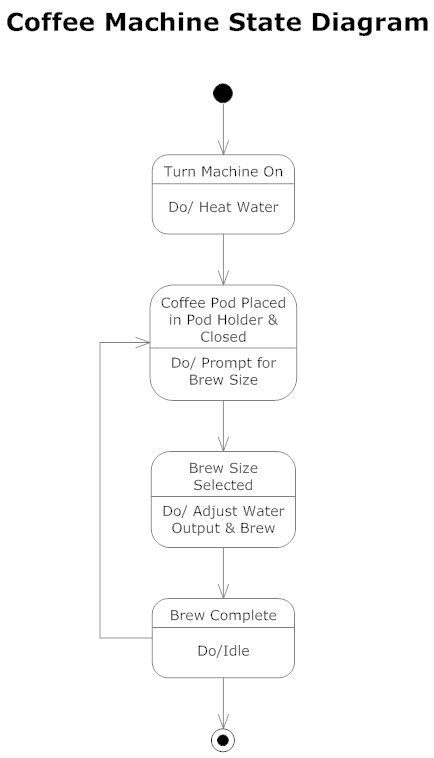 Coffee Machine State Diagram
Turn Machine On
Do/ Heat Water
Coffee Pod Placed
in Pod Holder &
Closed
Do/ Prompt for
Brew Size
Brew Size
Selected
Do/ Adjust Water
Output & Brew
Brew Complete
Do/Idle